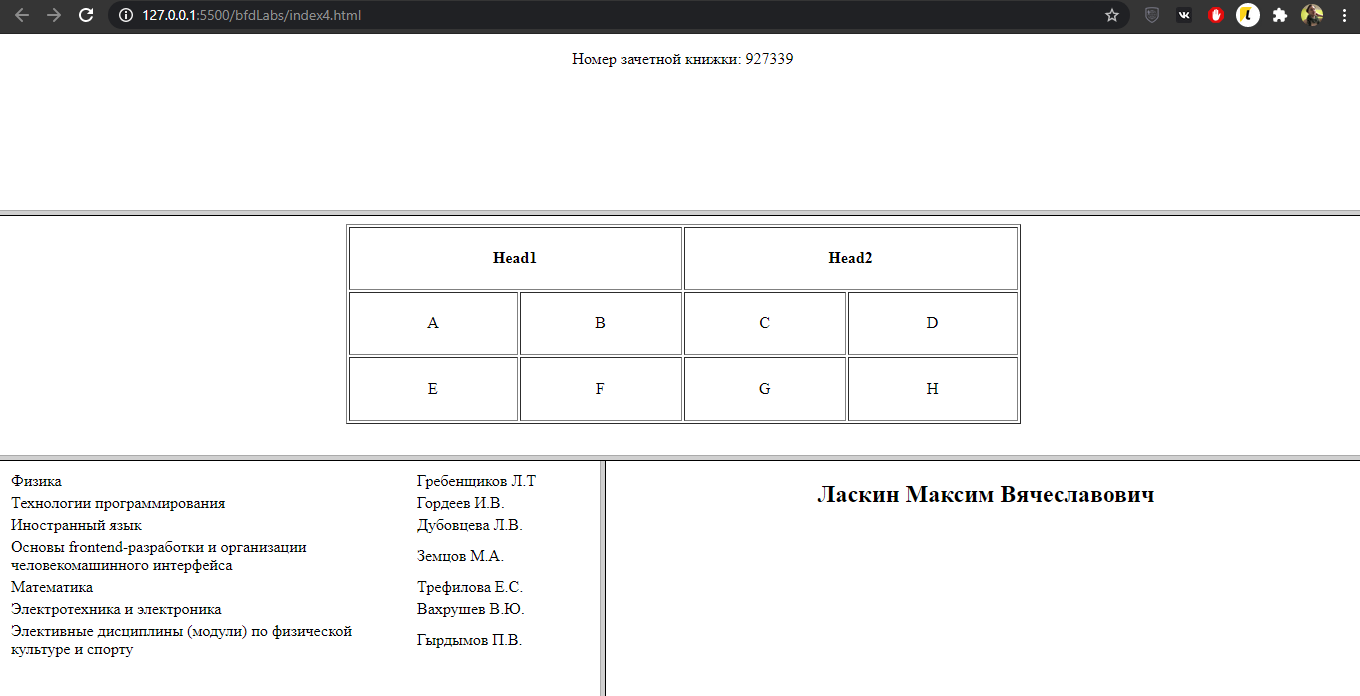 127.0.0.1:5500/bfdLabs/index4.html
Номер зачетной книжки: 927339
Head1 Head2
A B C D
E F G H
Физика Гребенщиков Л.Т
Технологии программирования Гордеев И.В.
Иностранный язык Дубовцева Л.В.
Основы frontend-разработки и организации
человекомашинного интерфейса Земцов М.А.
Математика Трефилова Е.С.
Электротехника и электроника Вахрушев В.Ю.
Элективные дисциплины (модули) по физической
культуре и спорту Гырдымов П.В.
Ласкин Максим Вячеславович